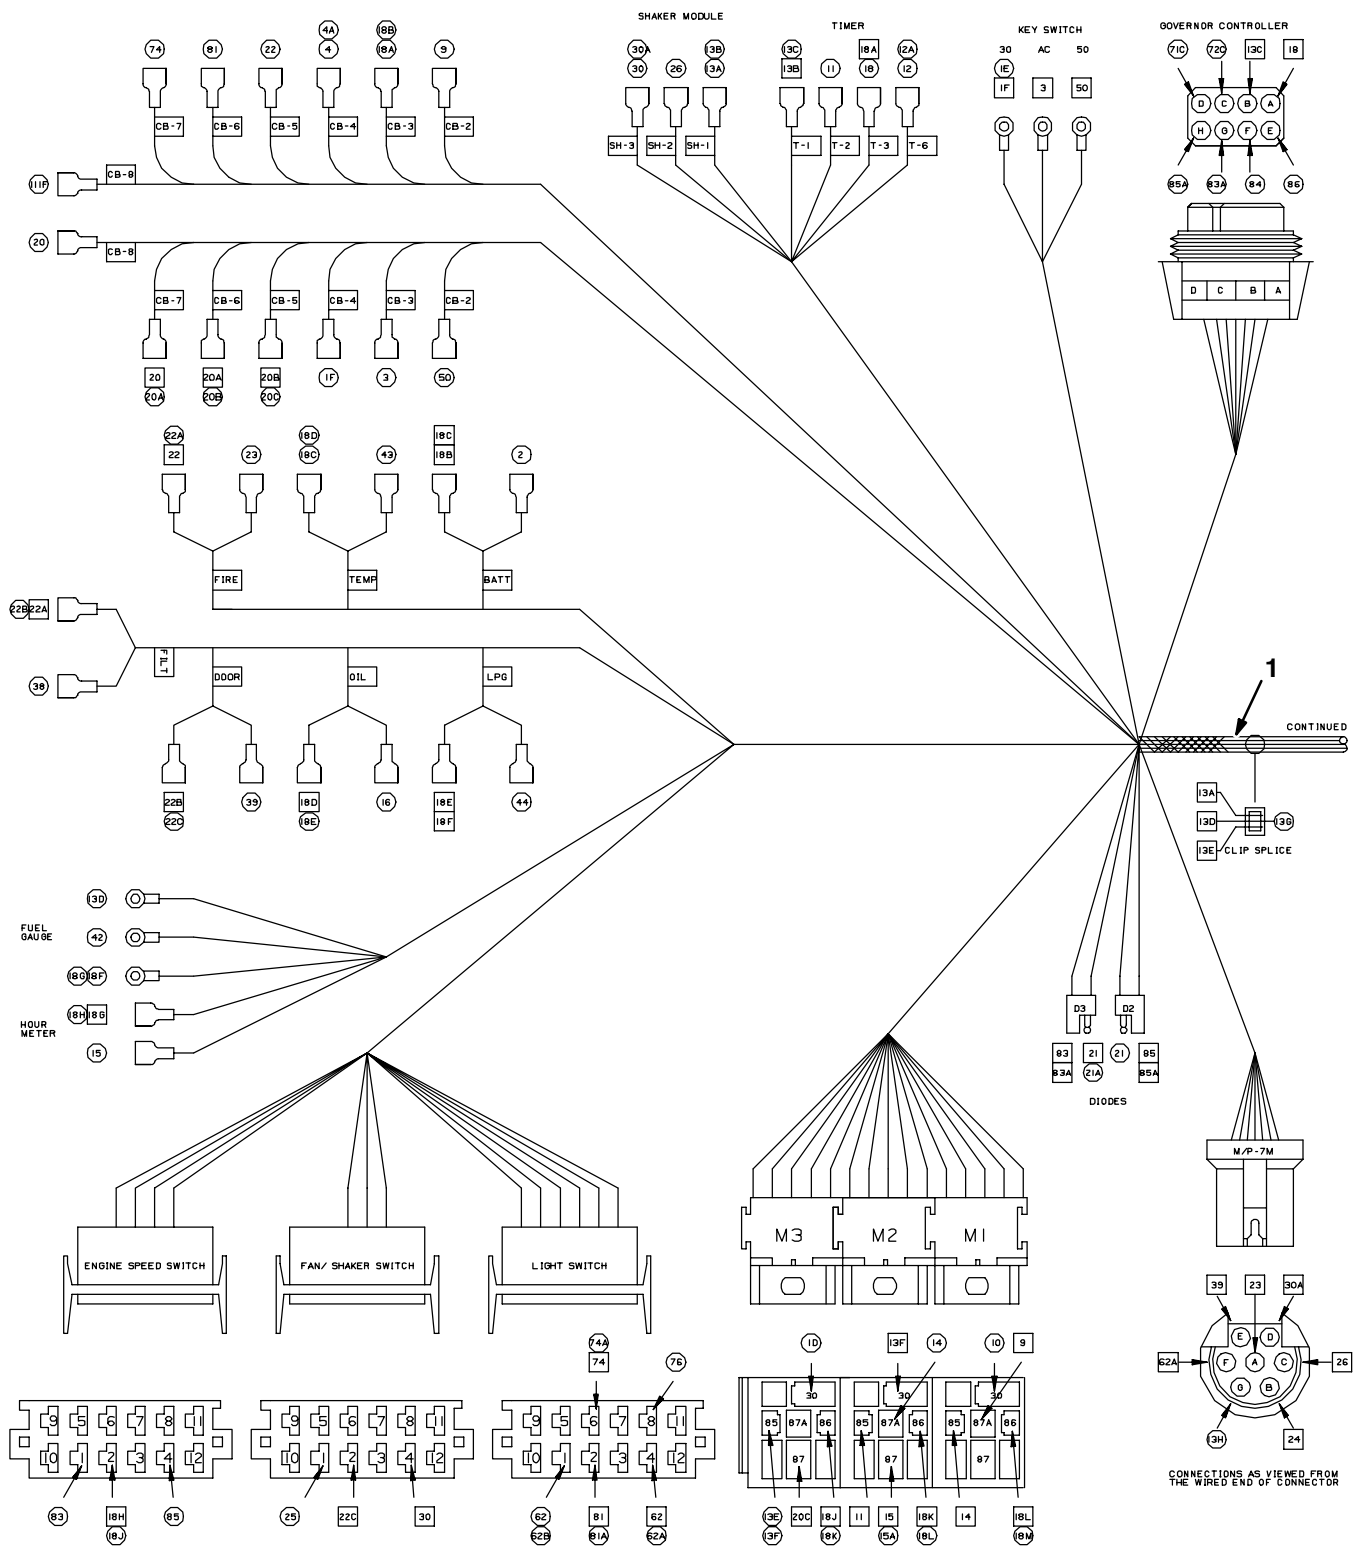 SHAKER MODULE
TIMER
KEY SWITCH
GOVERNOR CONTROLLER
4A 18B
74 81 22 4 18A 9
30A 13B 13C 18A 12A
30 26 13A 13B 11 18 12
30 AC 50
1E
1F 3 50
71C 72C 13C 18
D C B A
H G F E
85A 83A 84 86
CB-7 CB-6 CB-5 CB-4 CB-3 CB-2
SH-3 SH-2 SH-1 T-1 T-2 T-3 T-6
111F CB-9
20 CB-8
CB-7 CB-6 CB-5 CB-4 CB-3 CB-2
D C B A
20 20A 20B 1F 3 50
20A 20B 20C
22A 18D 18C
22 23 18C 43 18B 2
FIRE TEMP BATT
22B 22A
FILT
38
DOOR OIL LPG
22B 39 18D 16 18E 44
22C 18E 18F
1
CONTINUED
13A
13D 13G
13E CLIP SPLICE
13D
FUEL
GAUGE
42
18G 18F
18H 18G
HOUR
METER
15
D3 D2
83 21 21 85
83A 21A 85A
DIODES
M/P-7M
ENGINE SPEED SWITCH
FAN/ SHAKER SWITCH
LIGHT SWITCH
M3 M2 M1
39 23 30A
E D
62A F A C 26
G B
13H 24
CONNECTIONS AS VIEWED FROM
THE WIRED END OF CONNECTOR
74A
74 76
1D 13F 14 10 9
9 5 6 7 8 11
10 1 2 3 4 12
83 18H 85
18J
9 5 6 7 8 11
10 1 2 3 4 12
25 22C 30
9 5 6 7 8 11
10 1 2 3 4 12
62 81 62
62B 81A 62A
30 30 30
85 87A 86 85 87A 86 85 87A 86
87 87 87
13E 20C 18J 11 15 18K 14 18L
13F 18K 15A 18L 18M